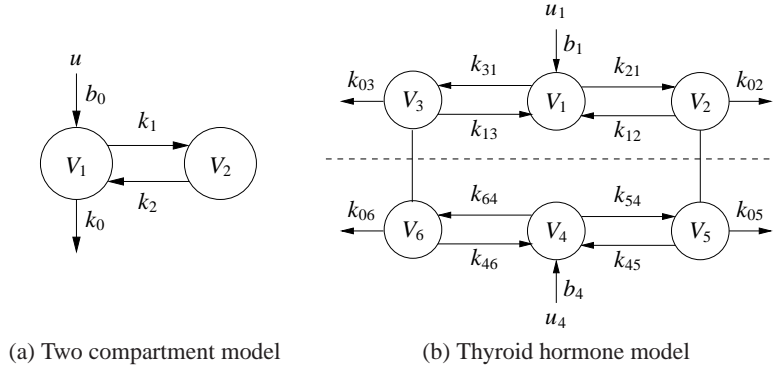 u
b₀
k₁
V₁
V₂
k₂
k₀
(a) Two compartment model
u₁
b₁
k₀₃
k₃₁
k₂₁
k₀₂
V₃
V₁
V₂
k₁₃
k₁₂
k₀₆
k₆₄
k₅₄
k₀₅
V₆
V₄
V₅
k₄₆
k₄₅
b₄
u₄
(b) Thyroid hormone model